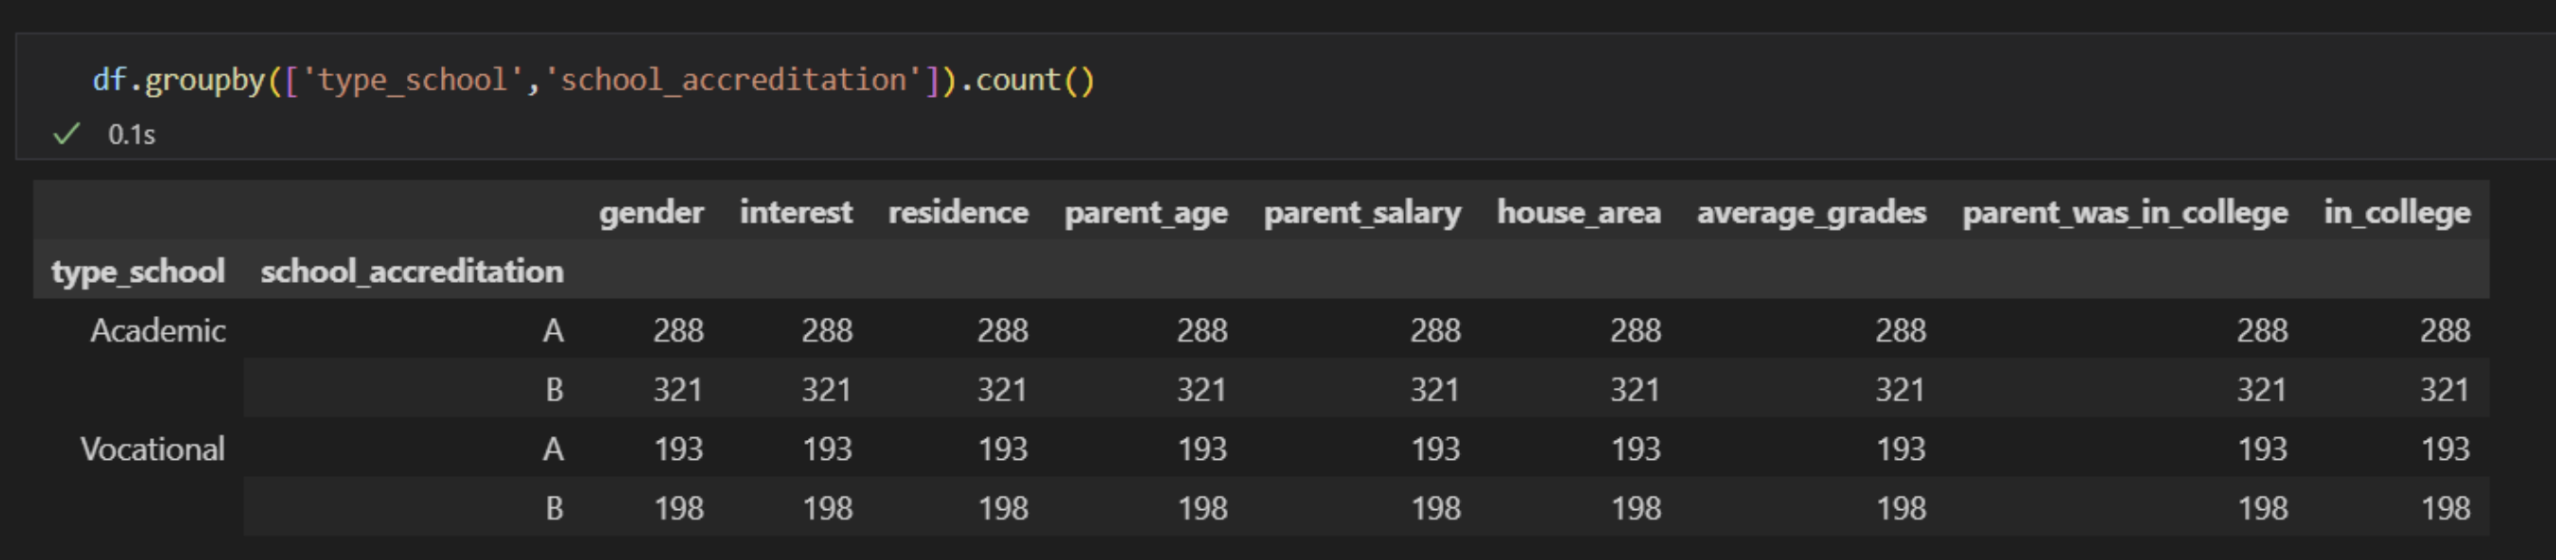 df.groupby(['type_school','school_accreditation']).count()
0.1s
gender interest residence parent_age parent_salary house_area average_grades parent_was_in_college in_college
type_school school_accreditation
Academic A 288 288 288 288 288 288 288 288 288
B 321 321 321 321 321 321 321 321 321
Vocational A 193 193 193 193 193 193 193 193 193
B 198 198 198 198 198 198 198 198 198